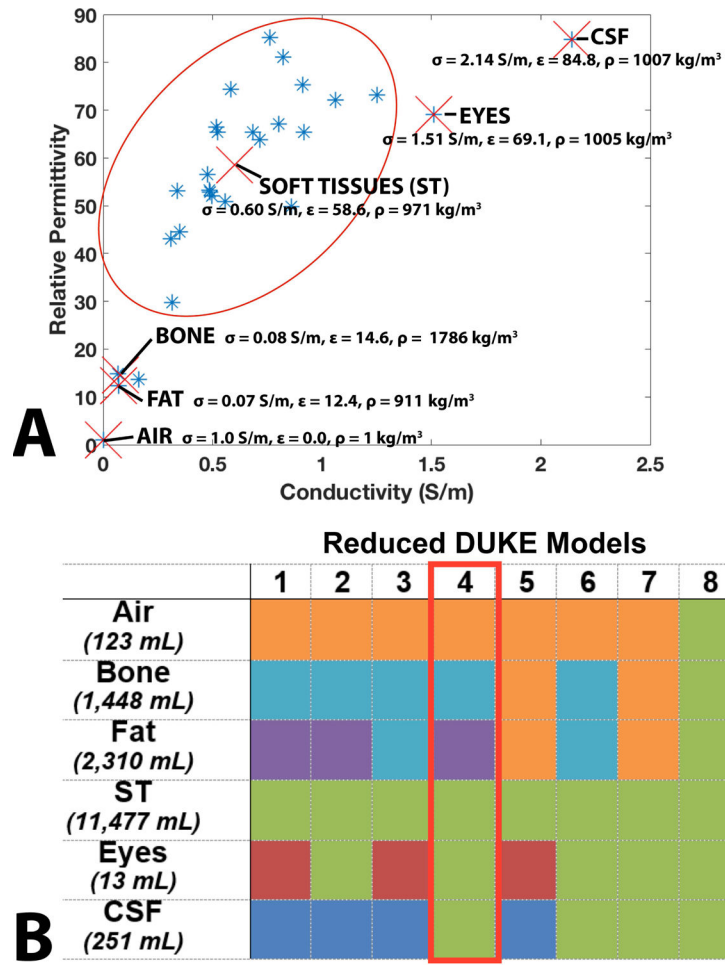 90
80
70
60
50
40
30
20
10
0
Relative Permittivity
CSF
σ = 2.14 S/m, ε = 84.8, ρ = 1007 kg/m³
EYES
σ = 1.51 S/m, ε = 69.1, ρ = 1005 kg/m³
SOFT TISSUES (ST)
σ = 0.60 S/m, ε = 58.6, ρ = 971 kg/m³
BONE σ = 0.08 S/m, ε = 14.6, ρ = 1786 kg/m³
FAT σ = 0.07 S/m, ε = 12.4, ρ = 911 kg/m³
AIR σ = 1.0 S/m, ε = 0.0, ρ = 1 kg/m³
A
0 0.5 1 1.5 2 2.5
Conductivity (S/m)
Reduced DUKE Models
1 2 3 4 5 6 7 8
Air
(123 mL)
Bone
(1,448 mL)
Fat
(2,310 mL)
ST
(11,477 mL)
Eyes
(13 mL)
CSF
(251 mL)
B